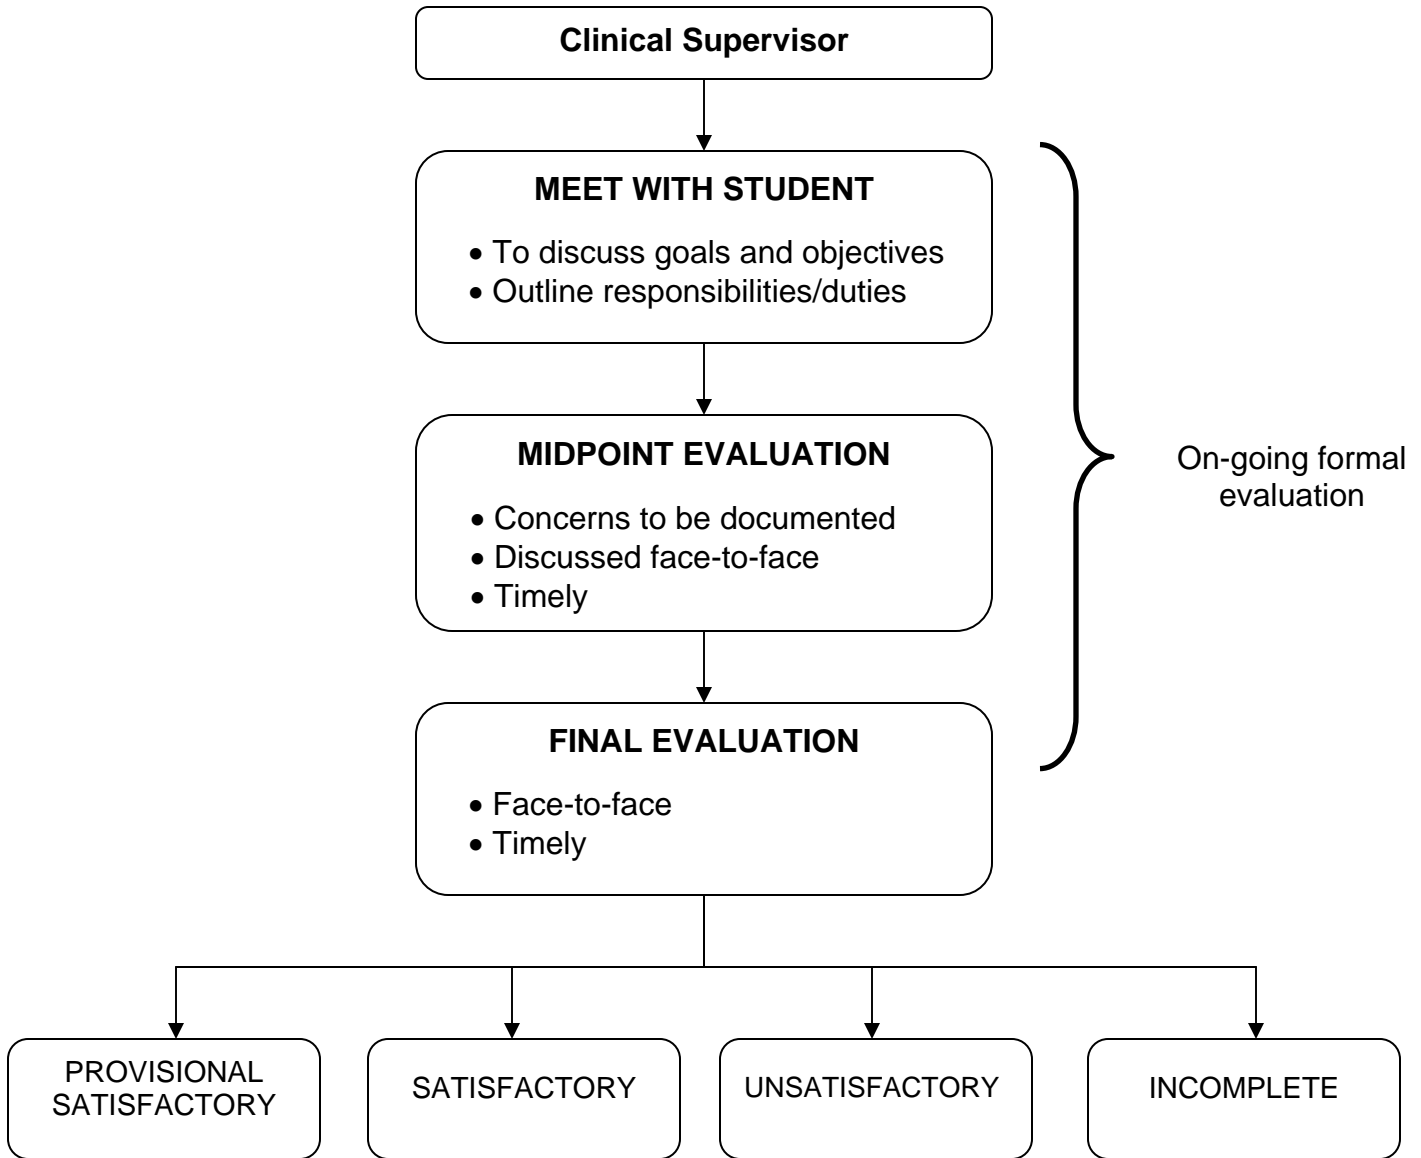 Clinical Supervisor
MEET WITH STUDENT
• To discuss goals and objectives
• Outline responsibilities/duties
MIDPOINT EVALUATION
• Concerns to be documented
• Discussed face-to-face
• Timely
On-going formal
evaluation
FINAL EVALUATION
• Face-to-face
• Timely
PROVISIONAL
SATISFACTORY
SATISFACTORY
UNSATISFACTORY
INCOMPLETE